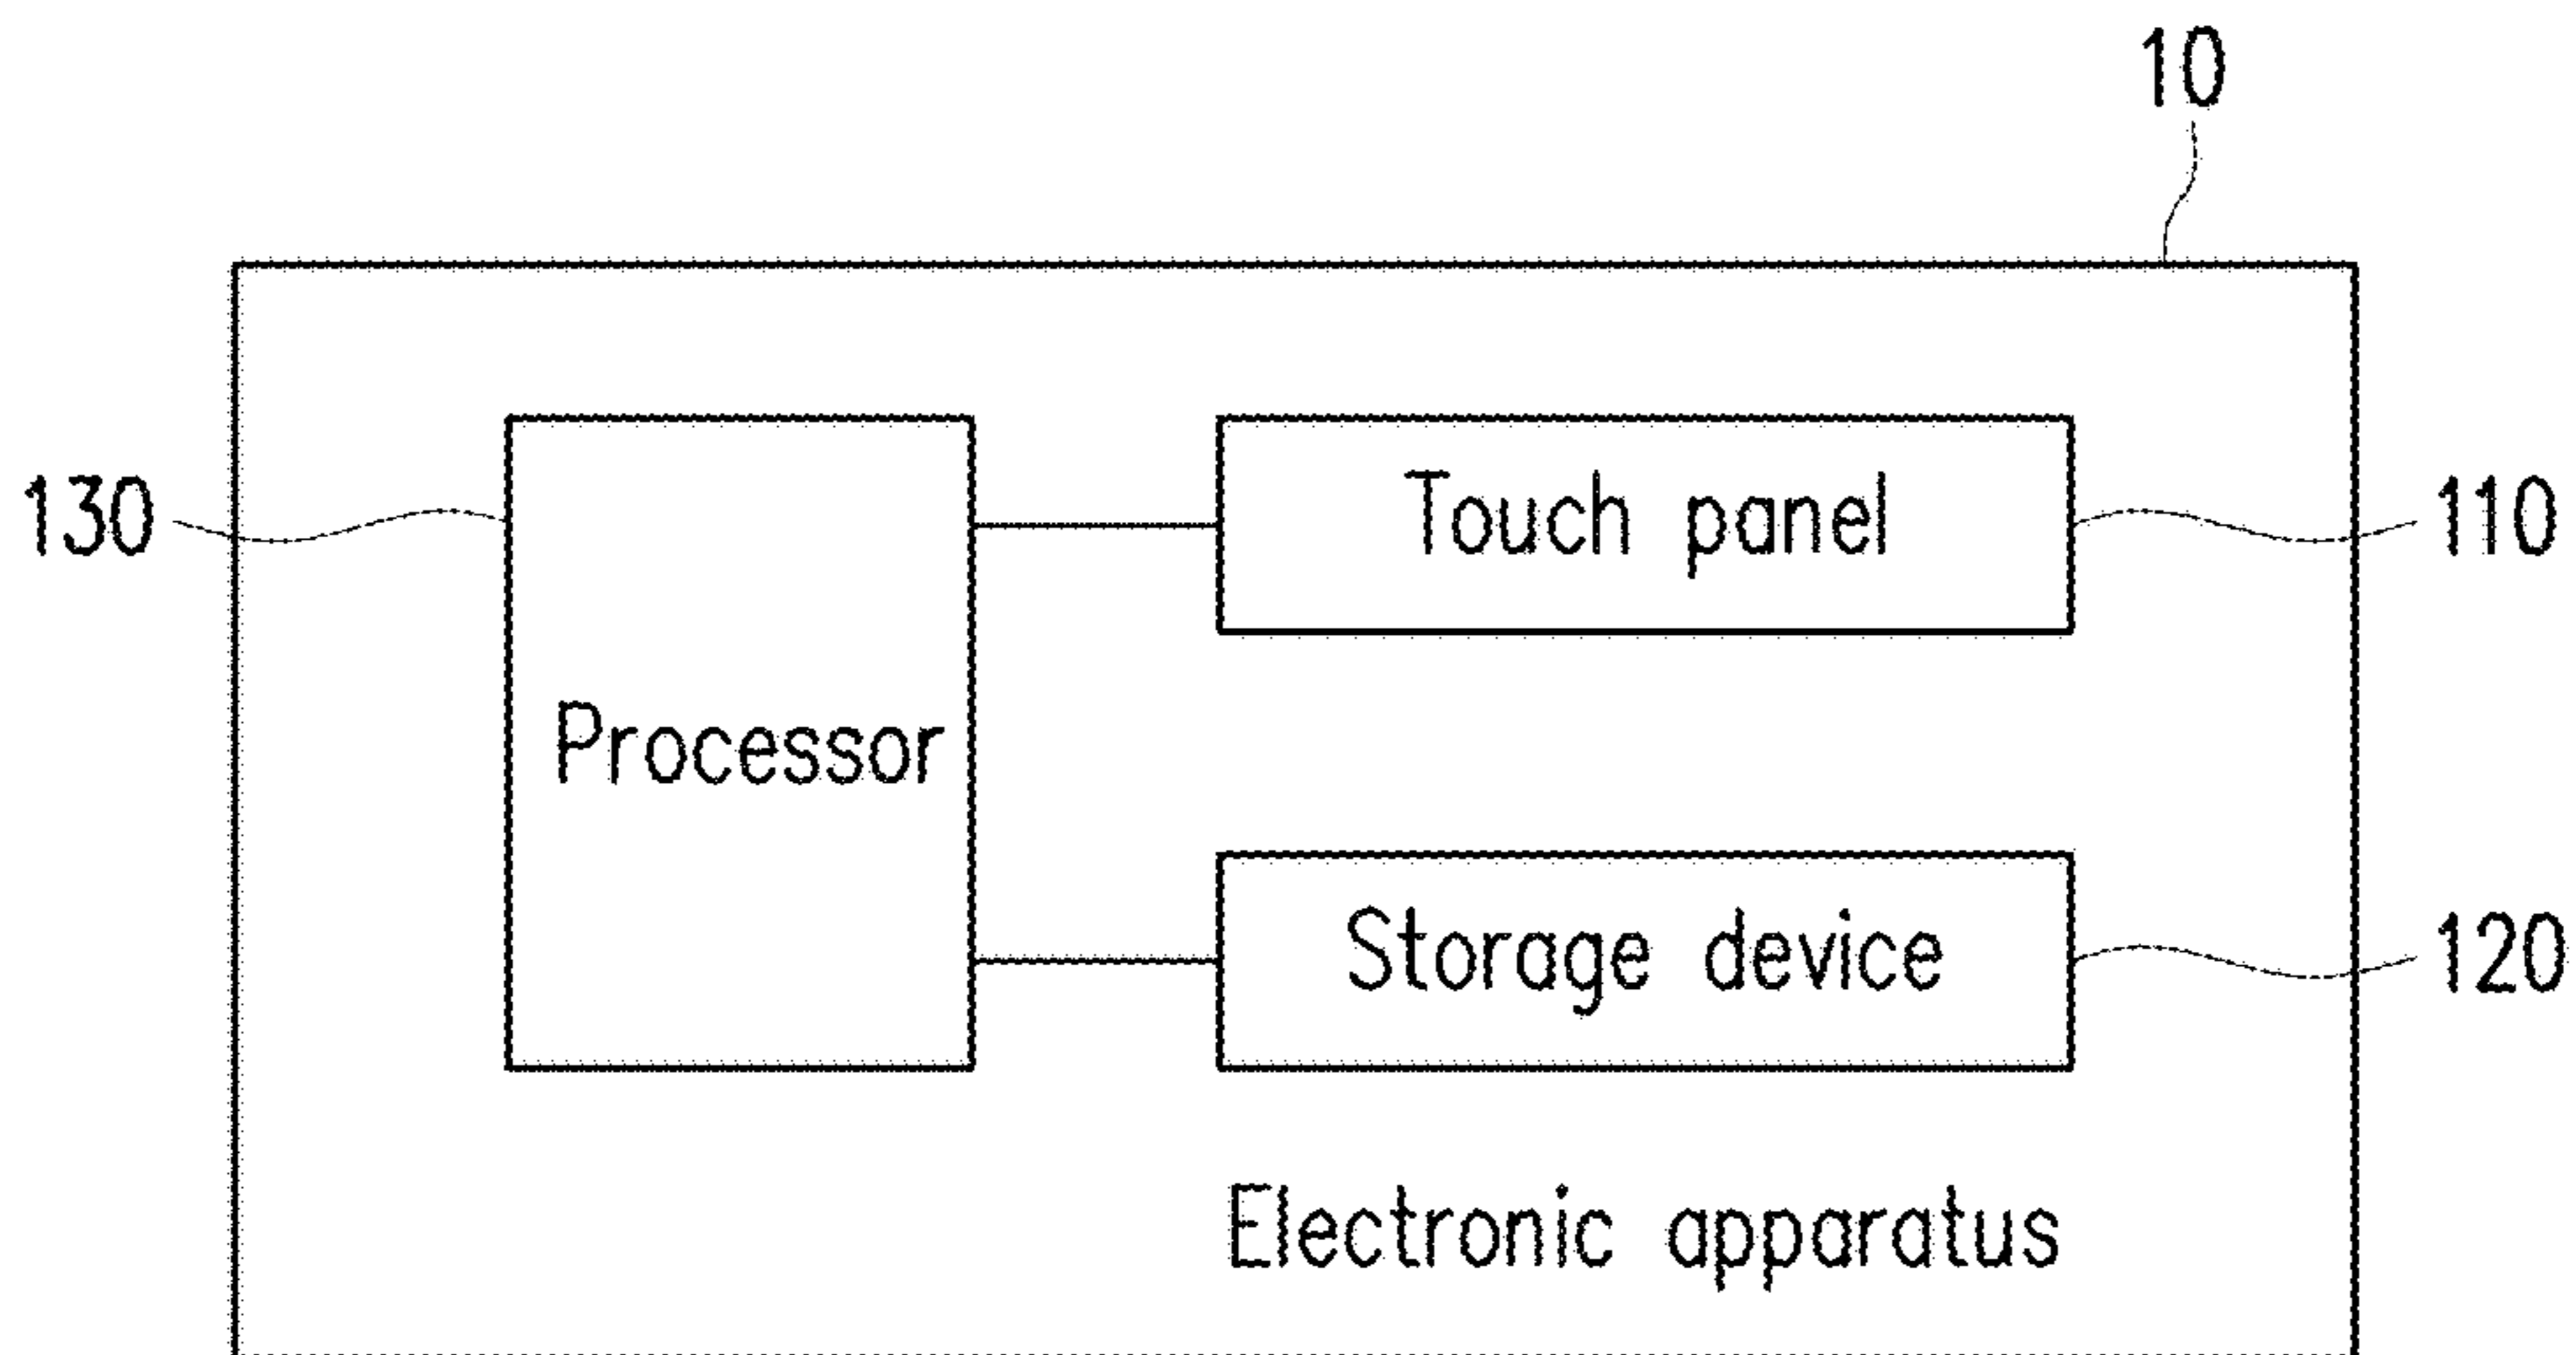 10
130
Touch panel
110
Processor
Storage device
120
Electronic apparatus